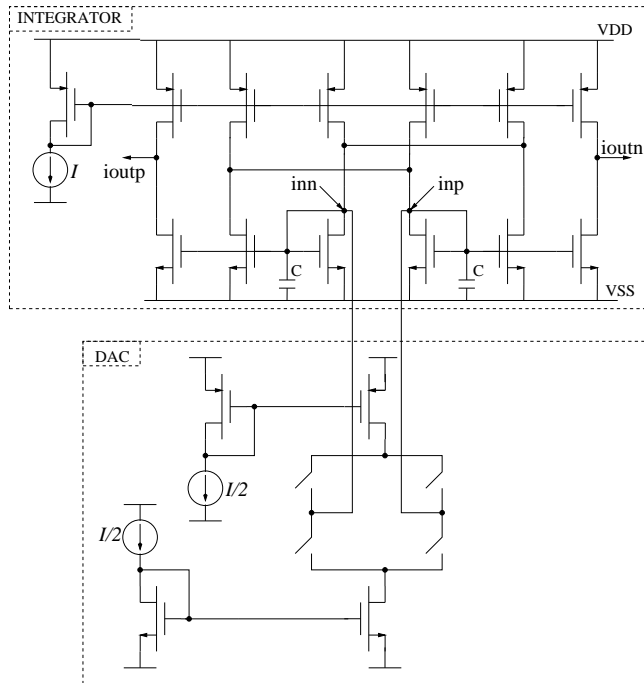 INTEGRATOR
VDD
ioutp
I
ioutn
inn
inp
C
C
VSS
DAC
I/2
I/2